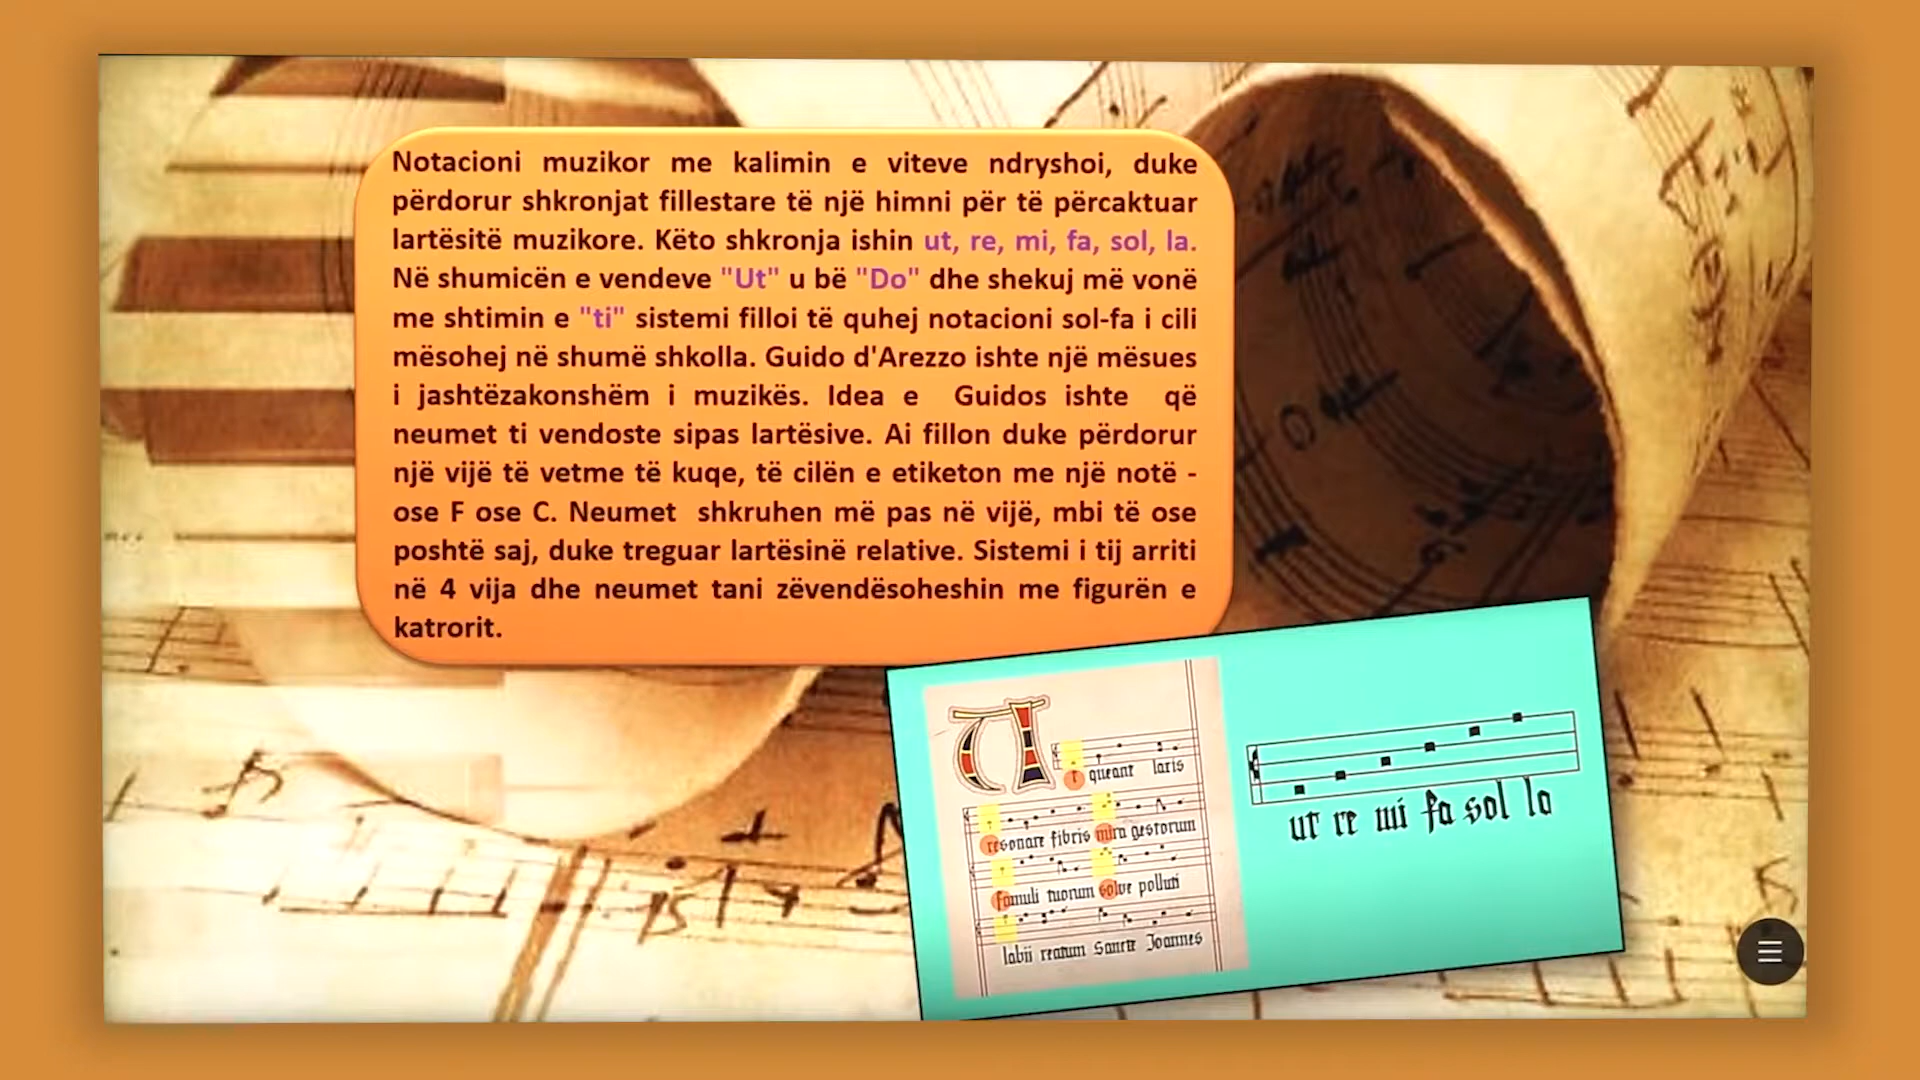 Notacioni muzikor me kalimin e viteve ndryshoi, duke
përdorur shkronjat fillestare të një himni për të përcaktuar
lartësitë muzikore. Këto shkronja ishin ut, re, mi, fa, sol, la.
Në shumicën e vendeve "Ut" u bë "Do" dhe shekuj më vonë
me shtimin e "ti" sistemi filloi të quhej notacioni sol-fa i cili
mësohej në shumë shkolla. Guido d'Arezzo ishte një mësues
i jashtëzakonshëm i muzikës. Idea e Guidos ishte që
neumet ti vendoste sipas lartësive. Ai fillon duke përdorur
një vijë të vetme të kuqe, të cilën e etiketon me një notë -
ose F ose C. Neumet shkruhen më pas në vijë, mbi të ose
poshtë saj, duke treguar lartësinë relative. Sistemi i tij arriti
në 4 vija dhe neumet tani zëvendësoheshin me figurën e
katrorit.
Ut queant laris
resonare fibris mira gestorum
famuli tuorum solve polluti
labii reatum Sancte Joannes
ut re mi fa sol la